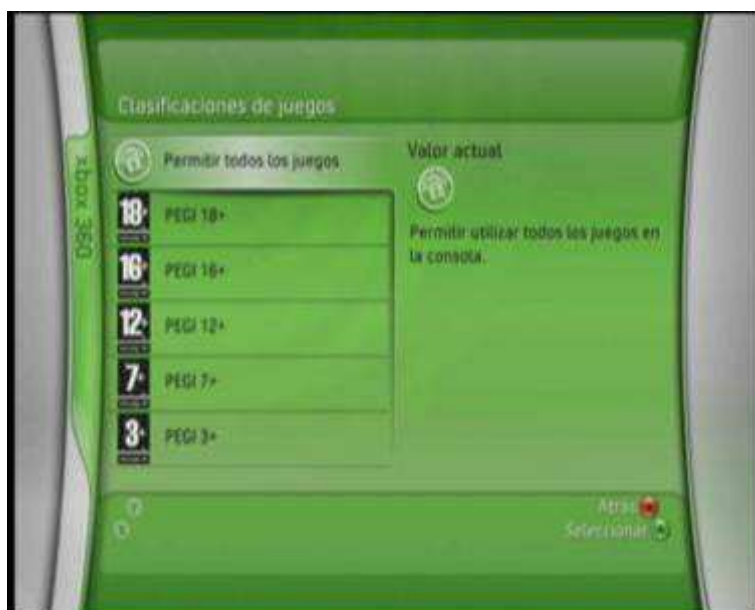 Clasificaciones de juegos
xbox 360
Permitir todos los juegos
18+ PEGI 18+
16+ PEGI 16+
12+ PEGI 12+
7+ PEGI 7+
3+ PEGI 3+
Valor actual
Permitir utilizar todos los juegos en
la consola.
Atrás
Seleccionar